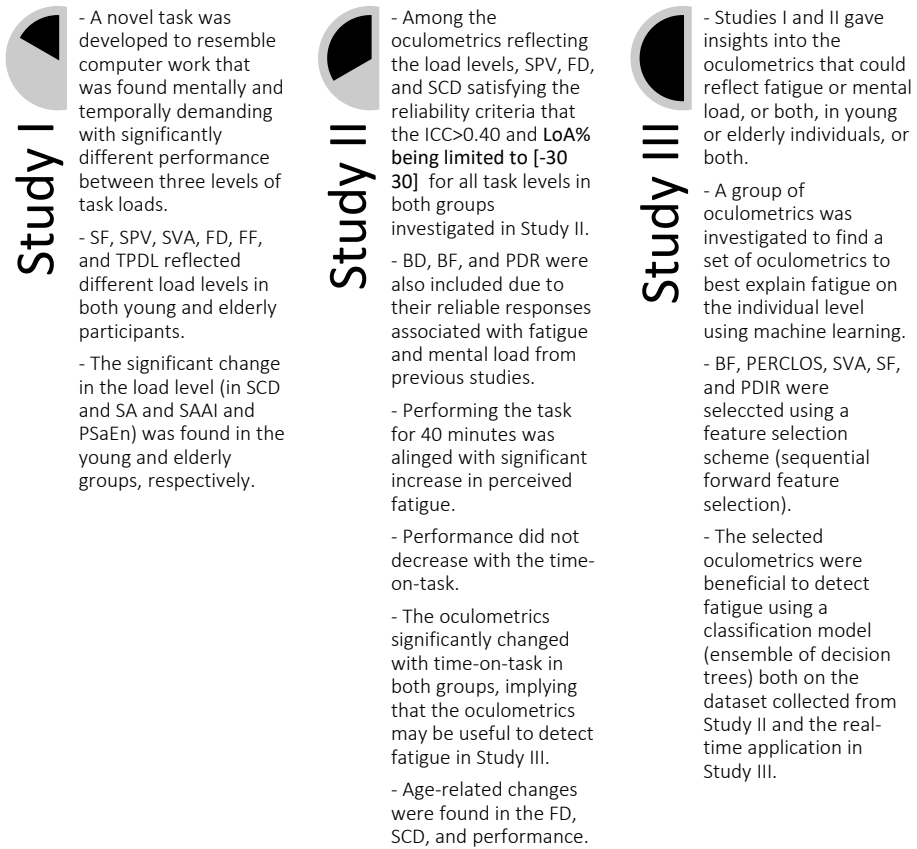 Study I
- A novel task was
developed to resemble
computer work that
was found mentally and
temporally demanding
with significantly
different performance
between three levels of
task loads.
- SF, SPV, SVA, FD, FF,
and TPDL reflected
different load levels in
both young and elderly
participants.
- The significant change
in the load level (in SCD
and SA and SAAI and
PSaEn) was found in the
young and elderly
groups, respectively.
Study II
- Among the
oculometrics reflecting
the load levels, SPV, FD,
and SCD satisfying the
reliability criteria that
the ICC>0.40 and LoA%
being limited to [-30
30] for all task levels in
both groups
investigated in Study II.
- BD, BF, and PDR were
also included due to
their reliable responses
associated with fatigue
and mental load from
previous studies.
- Performing the task
for 40 minutes was
alinged with significant
increase in perceived
fatigue.
- Performance did not
decrease with the time-
on-task.
- The oculometrics
significantly changed
with time-on-task in
both groups, implying
that the oculometrics
may be useful to detect
fatigue in Study III.
- Age-related changes
were found in the FD,
SCD, and performance.
Study III
- Studies I and II gave
insights into the
oculometrics that could
reflect fatigue or mental
load, or both, in young
or elderly individuals, or
both.
- A group of
oculometrics was
investigated to find a
set of oculometrics to
best explain fatigue on
the individual level
using machine learning.
- BF, PERCLOS, SVA, SF,
and PDIR were
seleccted using a
feature selection
scheme (sequential
forward feature
selection).
- The selected
oculometrics were
beneficial to detect
fatigue using a
classification model
(ensemble of decision
trees) both on the
dataset collected from
Study II and the real-
time application in
Study III.